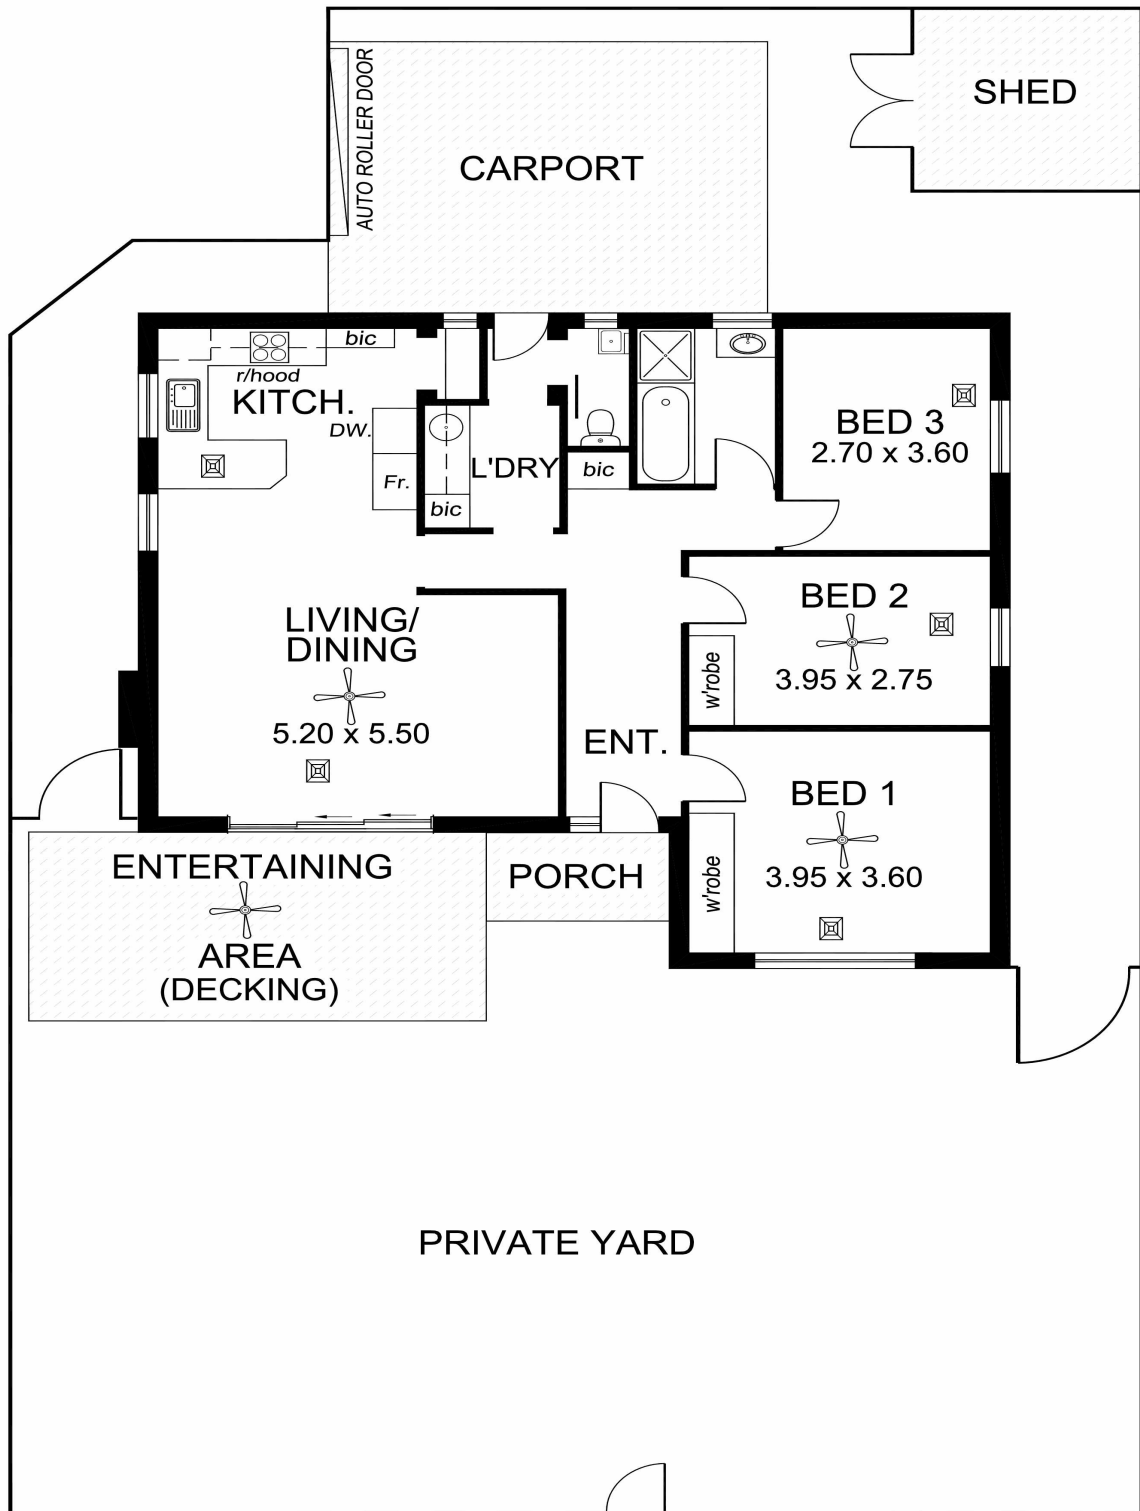 SHED
AUTO ROLLER DOOR
CARPORT
bic
r/hood
KITCH.
DW.
Fr.
L'DRY
bic
bic
BED 3
2.70 x 3.60
BED 2
3.95 x 2.75
w'robe
LIVING/
DINING
5.20 x 5.50
ENT.
BED 1
3.95 x 3.60
w'robe
ENTERTAINING
AREA
(DECKING)
PORCH
PRIVATE YARD